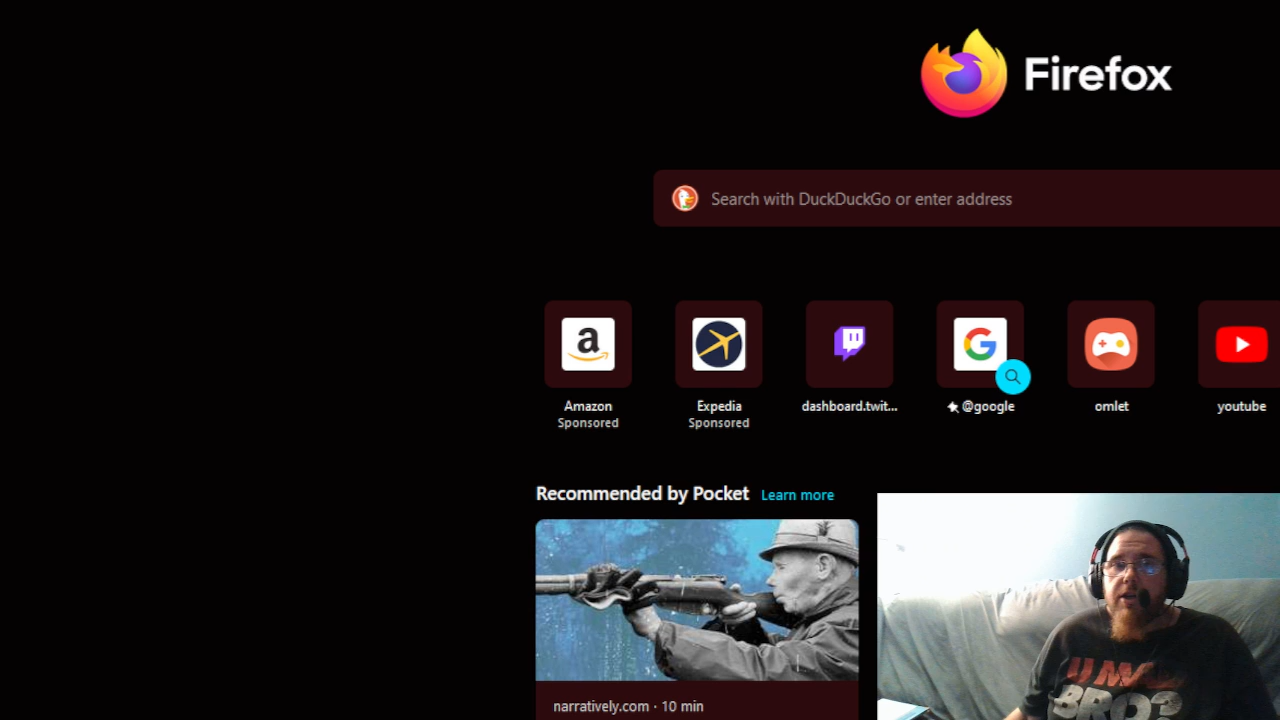 Firefox
Search with DuckDuckGo or enter address
Amazon
Sponsored
Expedia
Sponsored
dashboard.twit...
@google
omlet
youtube
Recommended by Pocket Learn more
narratively.com · 10 min
BRO?